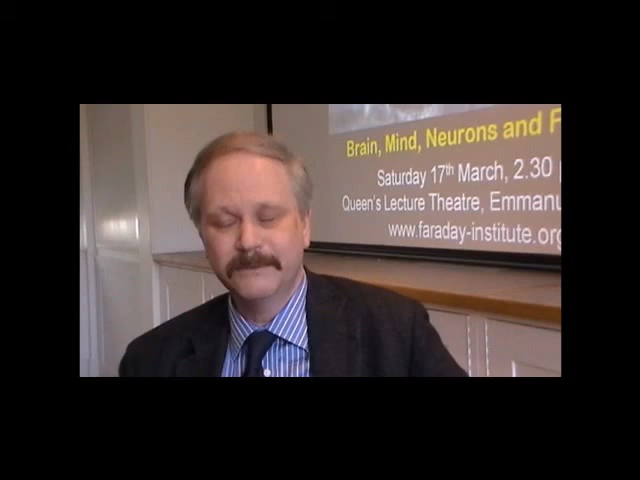 Brain, Mind, Neurons and F
Saturday 17th March, 2.30
Queen's Lecture Theatre, Emmanu
www.faraday-institute.org